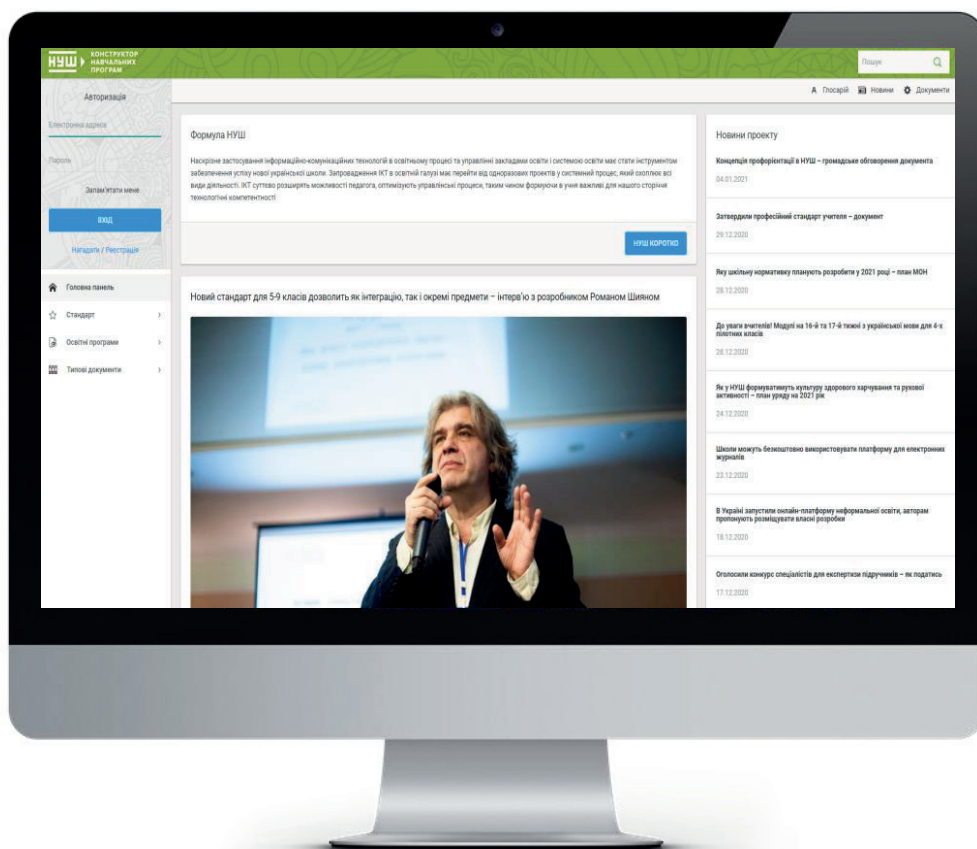 НУШ
КОНСТРУКТОР
НАВЧАЛЬНИХ
ПРОГРАМ
Пошук
Глосарій
Новини
Документи
Авторизація
Електронна адреса
Пароль
Запам'ятати мене
ВХІД
Нагадати / Реєстрація
Головна панель
Стандарт
Освітні програми
Типові документи
Формула НУШ
Наскрізне застосування інформаційно-комунікаційних технологій в освітньому процесі та управлінні закладами освіти і системою освіти має стати інструментом
забезпечення успіху нової української школи. Запровадження ІКТ в освітній галузі має перейти від одноразових проектів у системний процес, який охоплює всі
види діяльності. ІКТ суттєво розширять можливості педагога, оптимізують управлінські процеси, таким чином формуючи в учня важливі для нашого сторіччя
технологічні компетентності
НУШ КОРОТКО
Новий стандарт для 5-9 класів дозволить як інтеграцію, так і окремі предмети – інтерв'ю з розробником Романом Шияном
Новини проекту
Концепція профорієнтації в НУШ – громадське обговорення документа
04.01.2021
Затвердили професійний стандарт учителя – документ
29.12.2020
Яку шкільну нормативку планують розробити у 2021 році – план МОН
28.12.2020
До уваги вчителів! Модулі на 16-й та 17-й тижні з української мови для 4-х
пілотних класів
28.12.2020
Як у НУШ формуватимуть культуру здорового харчування та рухової
активності – план уряду на 2021 рік
24.12.2020
Школи можуть безкоштовно використовувати платформу для електронних
журналів
23.12.2020
В Україні запустили онлайн-платформу неформальної освіти, авторам
пропонують розміщувати власні розробки
18.12.2020
Оголосили конкурс спеціалістів для експертизи підручників – як податись
17.12.2020